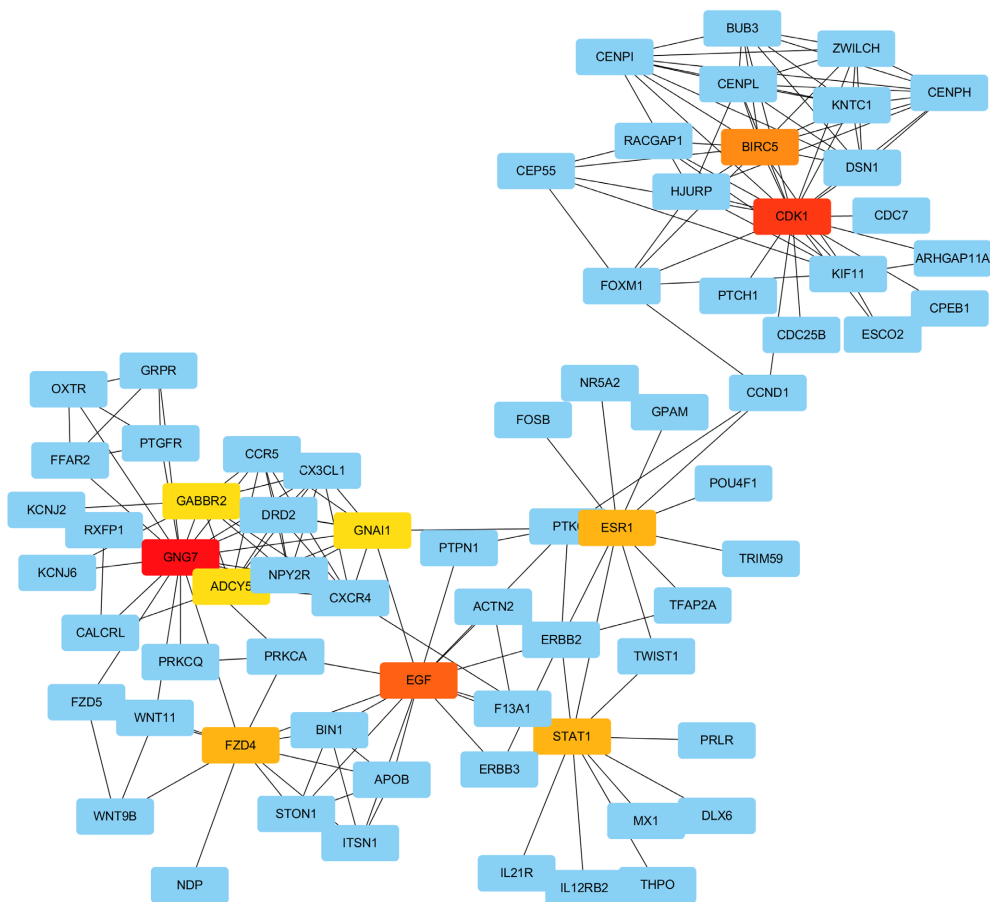 BUB3
ZWILCH
CENPI
CENPL
CENPH
KNTC1
RACGAP1
BIRC5
DSN1
CEP55
HJURP
CDK1
CDC7
ARHGAP11A
KIF11
FOXM1
PTCH1
CPEB1
CDC25B
ESCO2
GRPR
NR5A2
OXTR
CCND1
GPAM
FOSB
PTGFR
CCR5
FFAR2
CX3CL1
POU4F1
GABBR2
KCNJ2
DRD2
RXFP1
GNAI1
PTK
ESR1
PTPN1
GNG7
TRIM59
KCNJ6
NPY2R
ADCY5
CXCR4
ACTN2
TFAP2A
CALCRL
ERBB2
PRKCA
TWIST1
PRKCQ
EGF
FZD5
F13A1
WNT11
BIN1
STAT1
PRLR
FZD4
ERBB3
APOB
STON1
DLX6
WNT9B
MX1
ITSN1
IL21R
NDP
IL12RB2
THPO